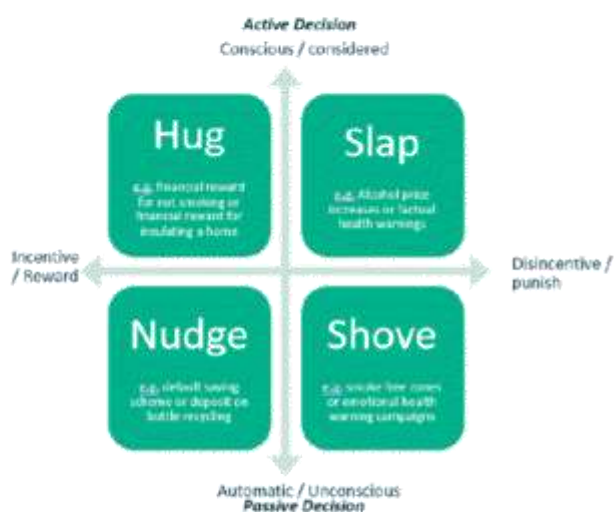 Active Decision
Conscious / considered
Hug
e.g. financial reward
for not smoking or
financial reward for
insulating a home
Slap
e.g. Alcohol price
increases or factual
health warnings
Incentive
/ Reward
Disincentive /
punish
Nudge
e.g. default saving
scheme or deposit on
bottle recycling
Shove
e.g. smoke free zones
or emotional health
warning campaigns
Automatic / Unconscious
Passive Decision